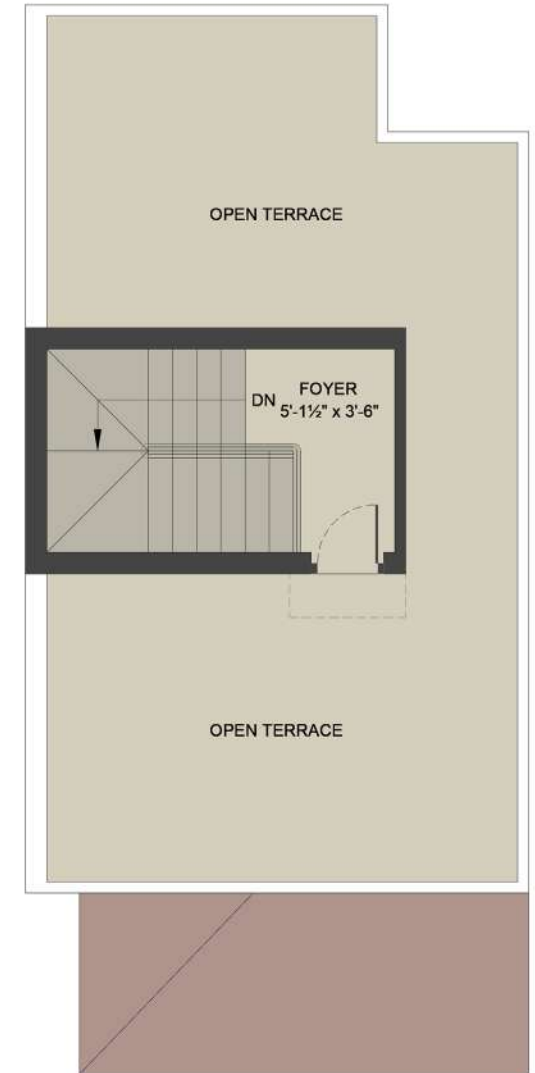 OPEN TERRACE
DN
FOYER
5'-1½" x 3'-6"
OPEN TERRACE